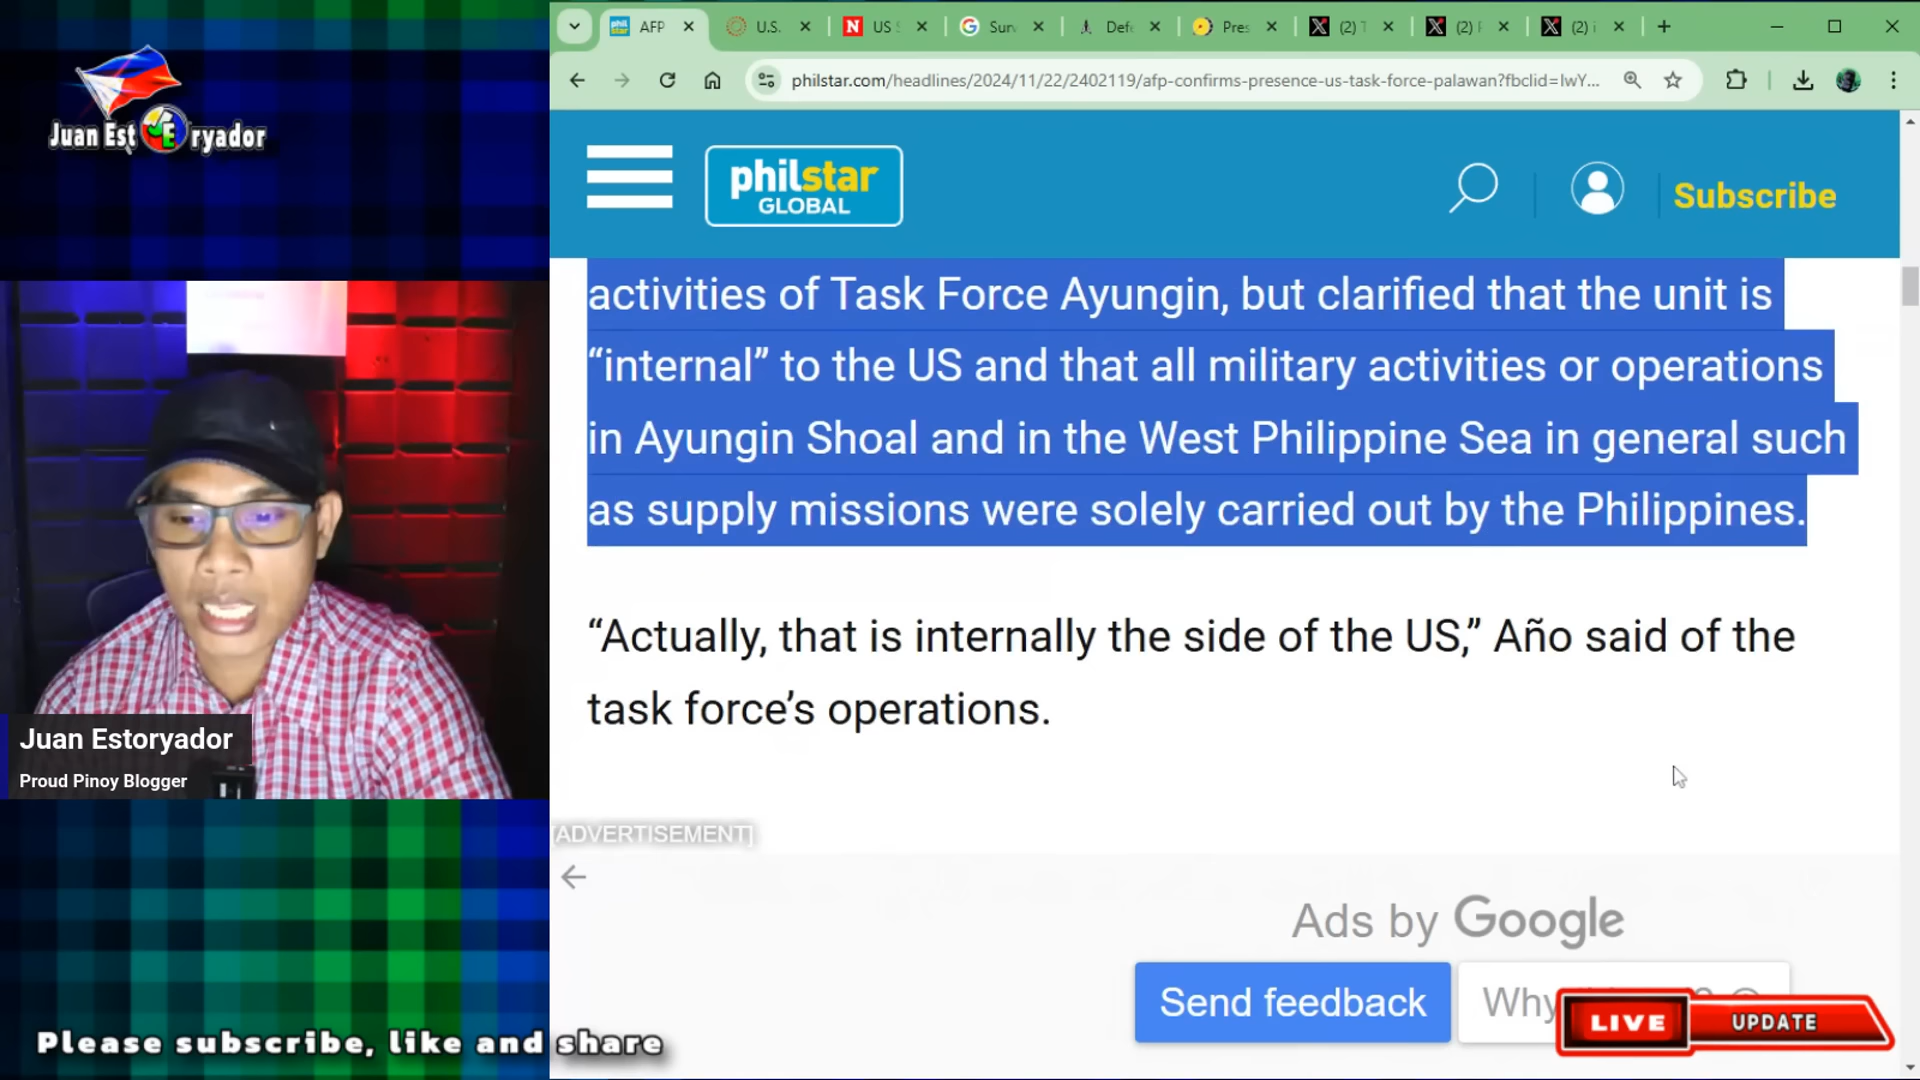 Juan Est E ryador
AFP
U.S.
US
Surv
Defe
Pres
(2) T
(2)
(2) i
philstar.com/headlines/2024/11/22/2402119/afp-confirms-presence-us-task-force-palawan?fbclid=IwY...
philstar
GLOBAL
Subscribe
activities of Task Force Ayungin, but clarified that the unit is
“internal” to the US and that all military activities or operations
in Ayungin Shoal and in the West Philippine Sea in general such
as supply missions were solely carried out by the Philippines.
“Actually, that is internally the side of the US,” Año said of the
task force’s operations.
Juan Estoryador
Proud Pinoy Blogger
[ADVERTISEMENT]
Ads by Google
Send feedback
Why
LIVE UPDATE
Please subscribe, like and share